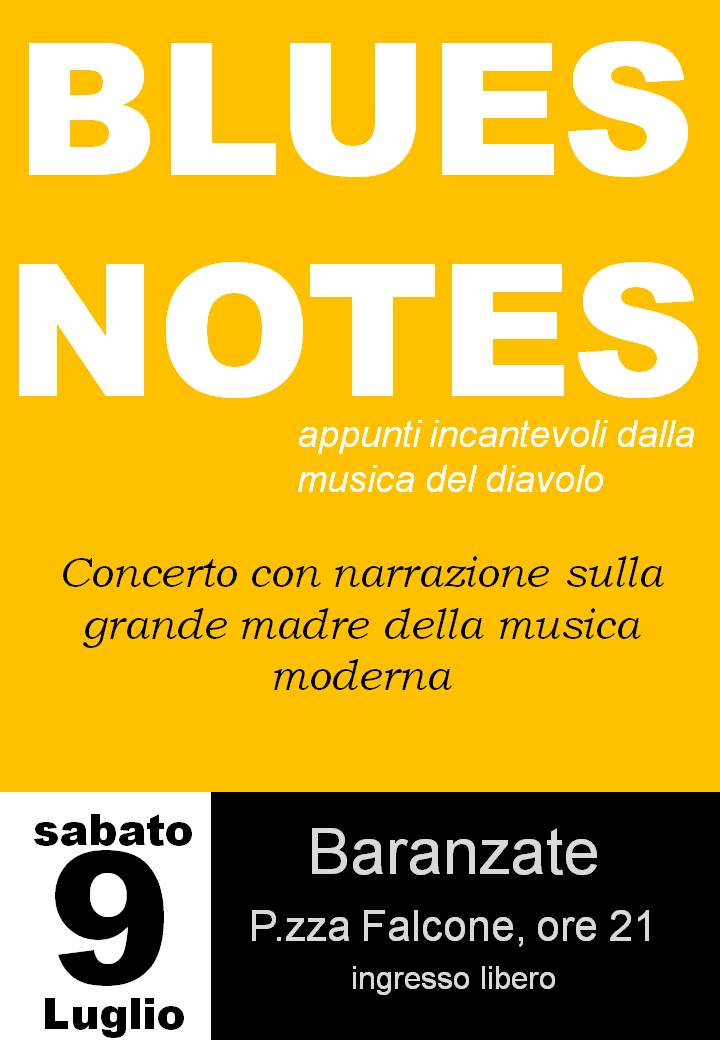 BLUES
NOTES
appunti incantevoli dalla
musica del diavolo
Concerto con narrazione sulla
grande madre della musica
moderna
sabato
9
Luglio
Baranzate
P.zza Falcone, ore 21
ingresso libero